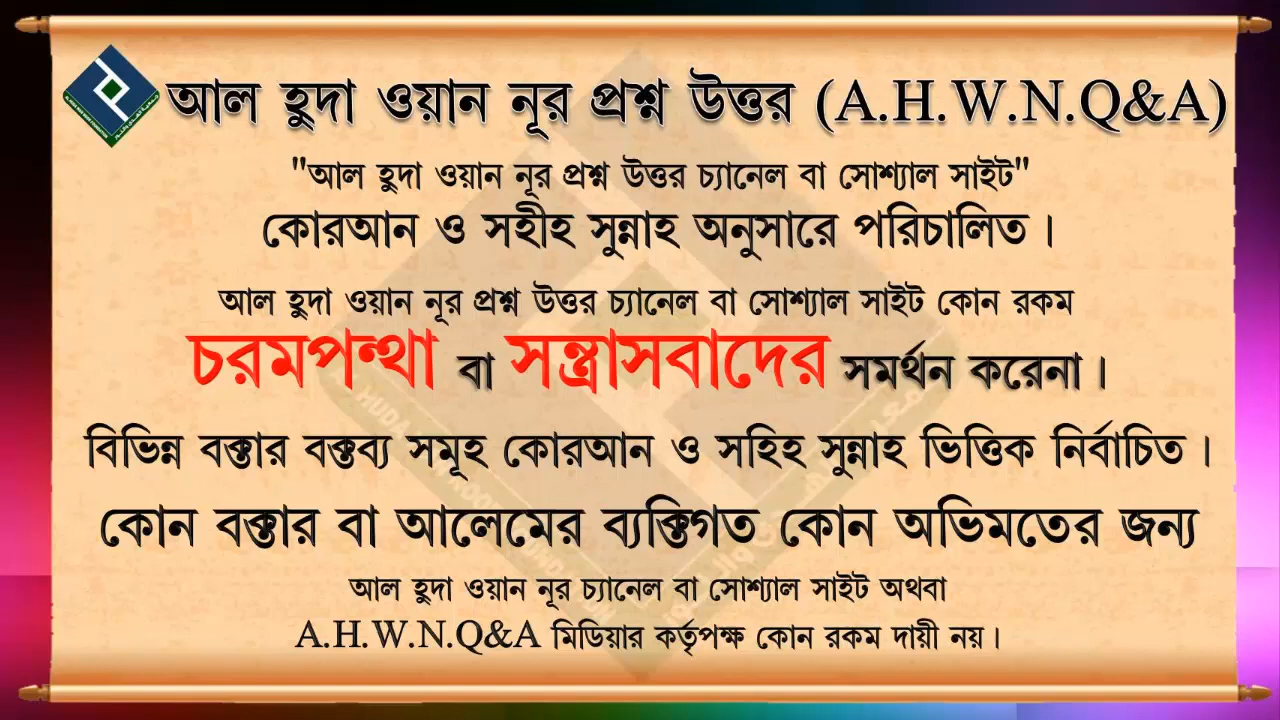 আল হুদা ওয়ান নূর প্রশ্ন উত্তর (A.H.W.N.Q&A)
"আল হুদা ওয়ান নূর প্রশ্ন উত্তর চ্যানেল বা সোশ্যাল সাইট"
কোরআন ও সহীহ সুন্নাহ অনুসারে পরিচালিত।
আল হুদা ওয়ান নূর প্রশ্ন উত্তর চ্যানেল বা সোশ্যাল সাইট কোন রকম
চরমপন্থা বা সন্ত্রাসবাদের সমর্থন করেনা।
বিভিন্ন বক্তার বক্তব্য সমূহ কোরআন ও সহিহ সুন্নাহ ভিত্তিক নির্বাচিত।
কোন বক্তার বা আলেমের ব্যক্তিগত কোন অভিমতের জন্য
আল হুদা ওয়ান নূর চ্যানেল বা সোশ্যাল সাইট অথবা
A.H.W.N.Q&A মিডিয়ার কর্তৃপক্ষ কোন রকম দায়ী নয়।